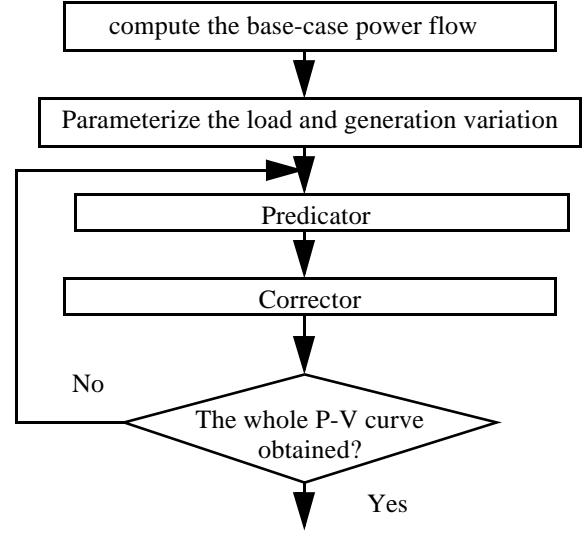 compute the base-case power flow
Parameterize the load and generation variation
Predicator
Corrector
No
The whole P-V curve
obtained?
Yes